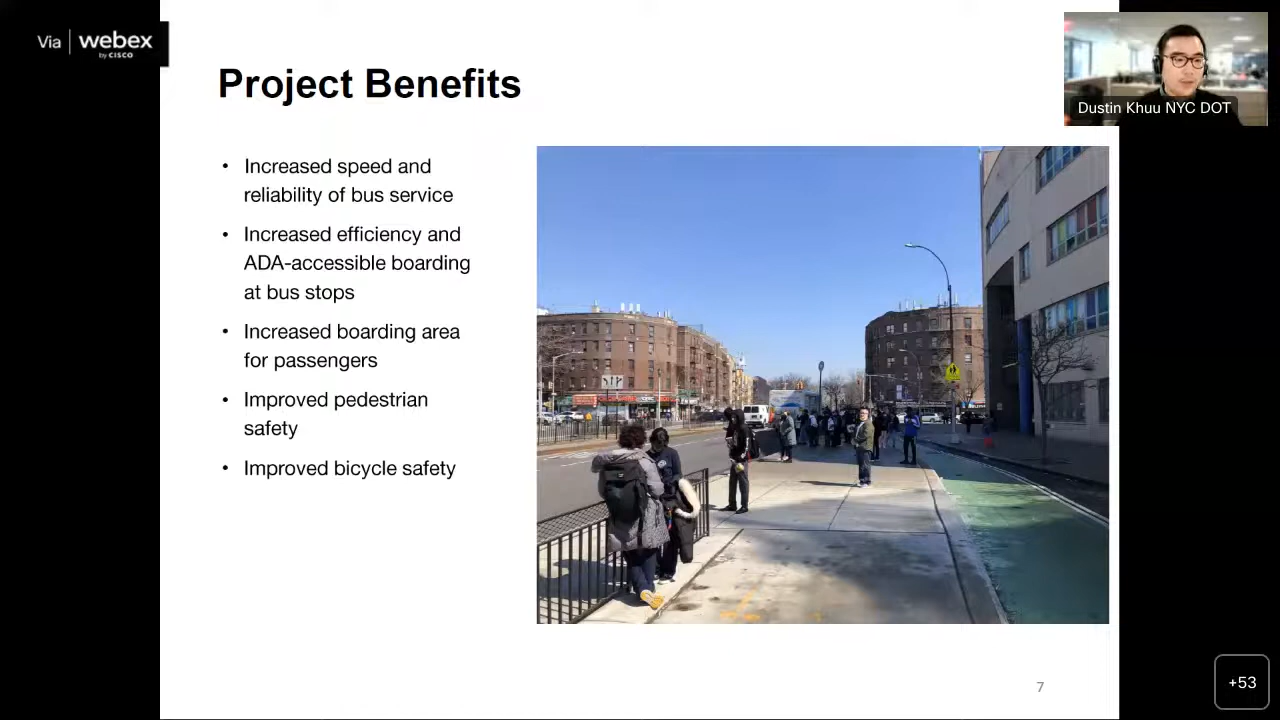 Via webex
by CISCO
Project Benefits
Dustin Khuu NYC DOT
• Increased speed and
reliability of bus service
• Increased efficiency and
ADA-accessible boarding
at bus stops
• Increased boarding area
for passengers
• Improved pedestrian
safety
• Improved bicycle safety
7
+53